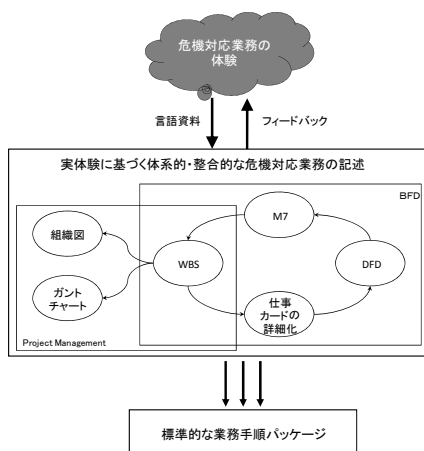 危機対応業務の
体験
言語資料
フィードバック
実体験に基づく体系的・整合的な危機対応業務の記述
BFD
M7
組織図
WBS
DFD
ガント
チャート
仕事
カードの
詳細化
Project Management
標準的な業務手順パッケージ